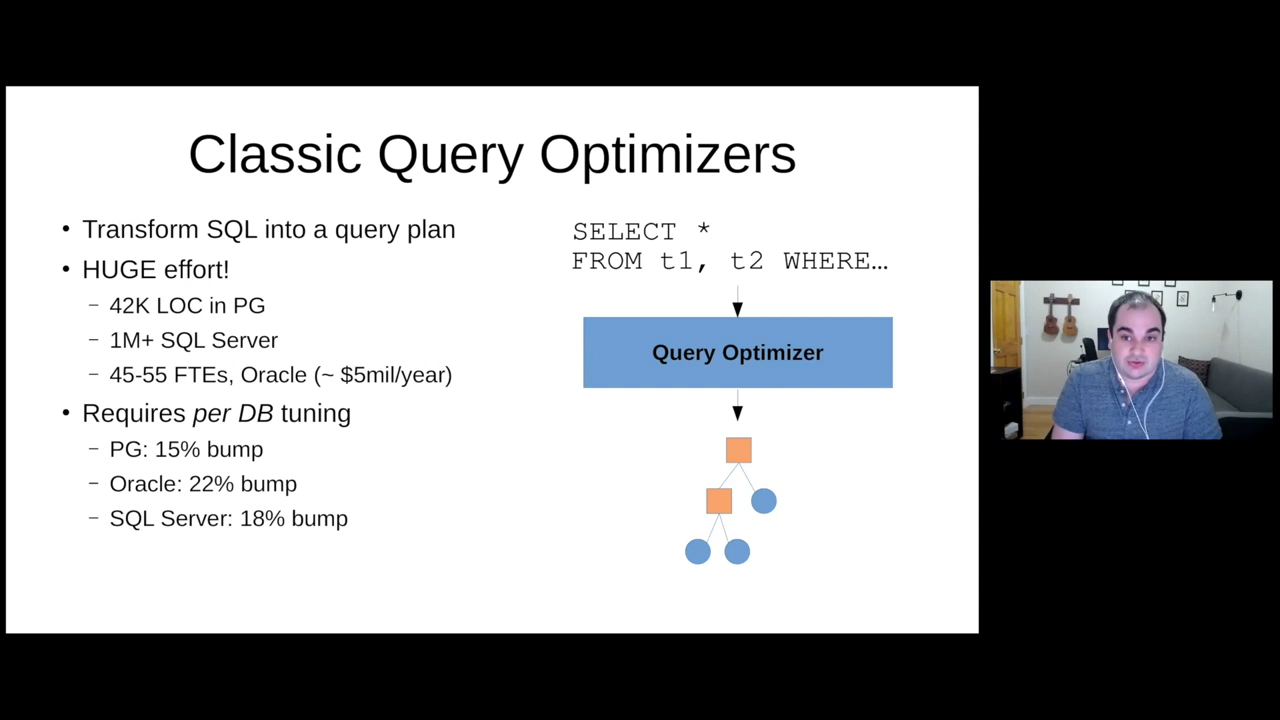 Classic Query Optimizers
• Transform SQL into a query plan
• HUGE effort!
– 42K LOC in PG
– 1M+ SQL Server
– 45-55 FTEs, Oracle (~ $5mil/year)
• Requires per DB tuning
– PG: 15% bump
– Oracle: 22% bump
– SQL Server: 18% bump
SELECT *
FROM t1, t2 WHERE…
Query Optimizer